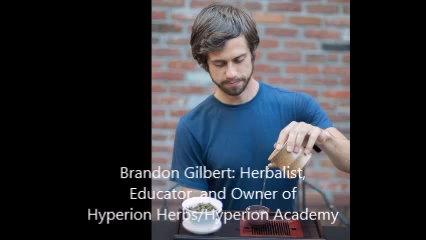 Brandon Gilbert: Herbalist,
Educator, and Owner of
Hyperion Herbs/Hyperion Academy